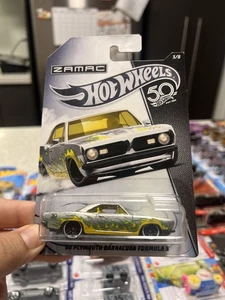 ZAMAC
HOT WHEELS
50
5/8
'68 PLYMOUTH BARRACUDA FORMULA S